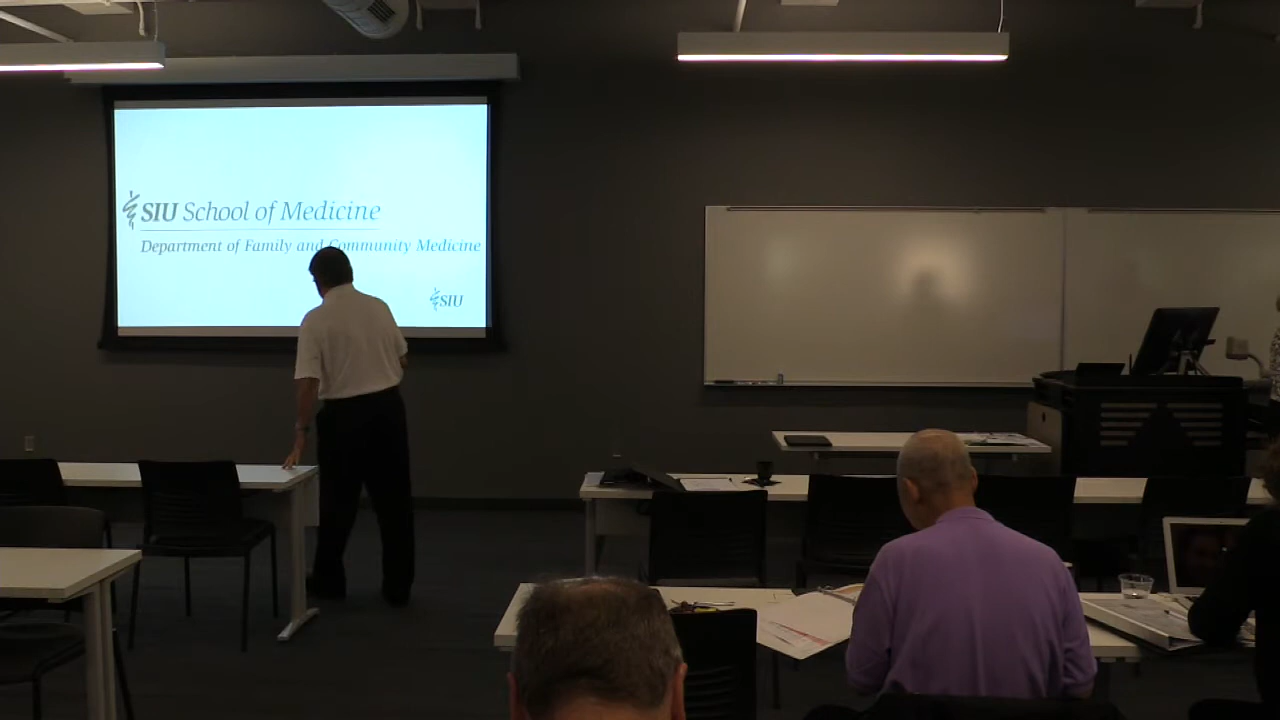 SIU School of Medicine
Department of Family and Community Medicine
SIU